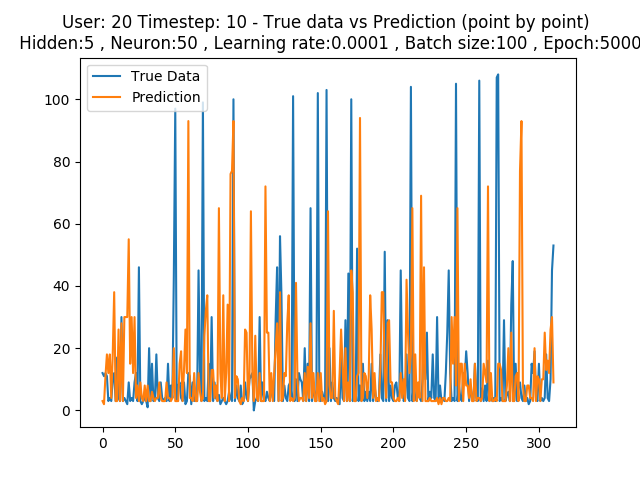 User: 20 Timestep: 10 - True data vs Prediction (point by point)
Hidden:5 , Neuron:50 , Learning rate:0.0001 , Batch size:100 , Epoch:5000
True Data
Prediction
100
80
60
40
20
0
0 50 100 150 200 250 300